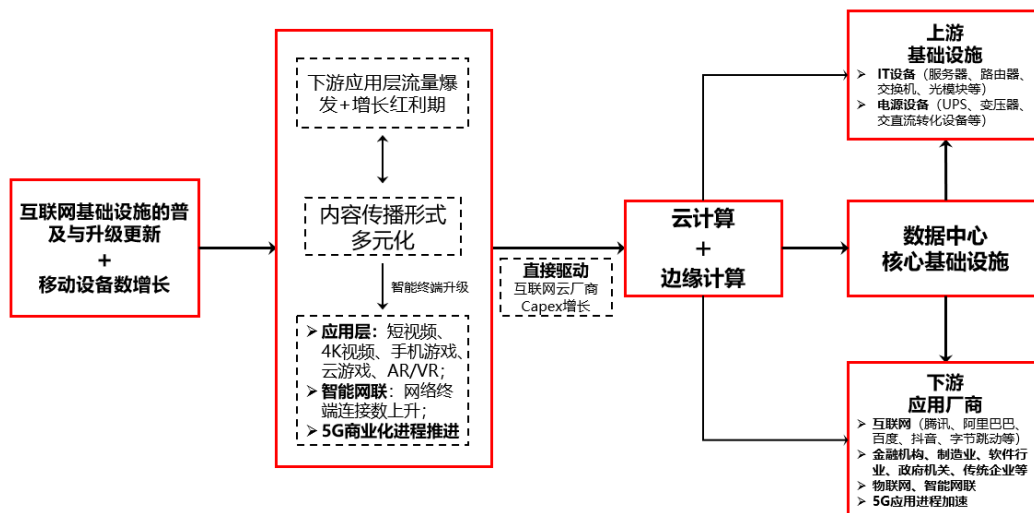 互联网基础设施的普
及与升级更新
+
移动设备数增长
下游应用层流量爆
发+增长红利期
内容传播形式
多元化
智能终端升级
➢ 应用层：短视频、
4K视频、手机游戏、
云游戏、AR/VR；
➢ 智能网联：网络终
端连接数上升；
➢ 5G商业化进程推进
直接驱动
互联网云厂商
Capex增长
云计算
+
边缘计算
上游
基础设施
➢ IT设备（服务器、路由器、
交换机、光模块等）
➢ 电源设备（UPS、变压器、
交直流转化设备等）
数据中心
核心基础设施
下游
应用厂商
➢ 互联网（腾讯、阿里巴巴、
百度、抖音、字节跳动等）
➢ 金融机构、制造业、软件行
业、政府机关、传统企业等
➢ 物联网、智能网联
➢ 5G应用进程加速